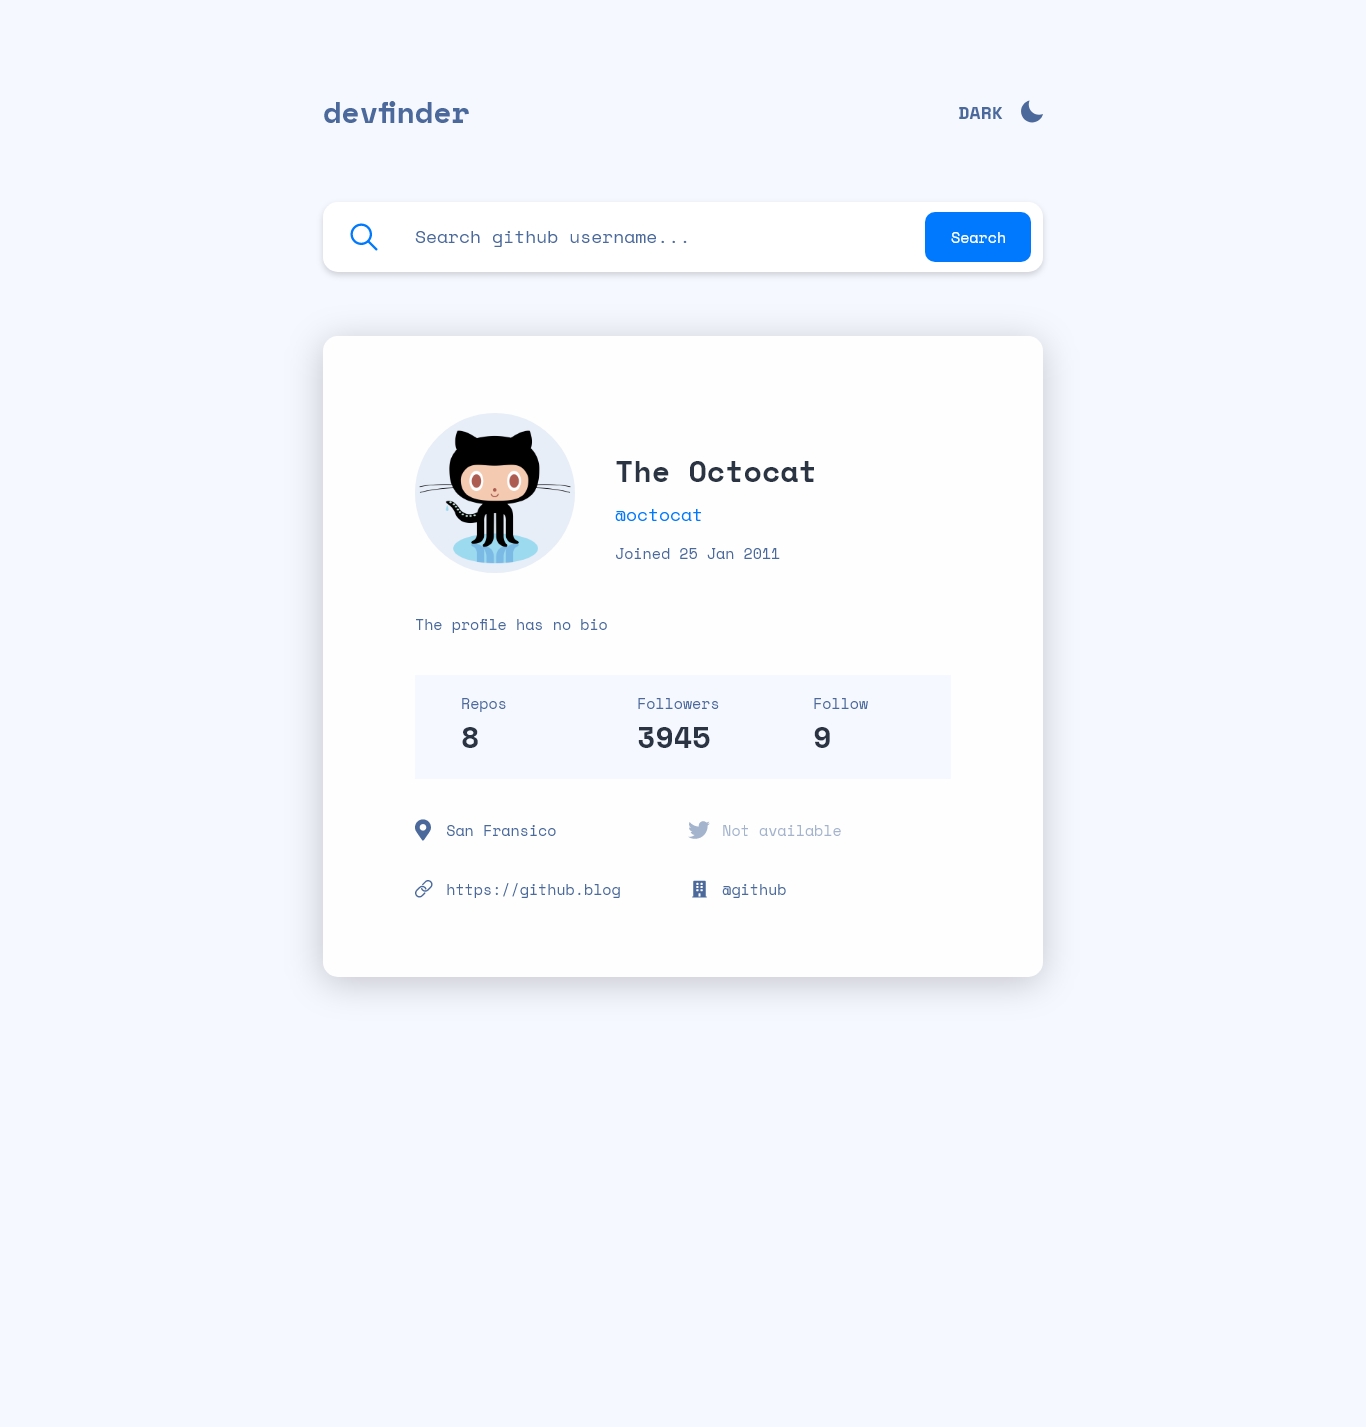 devfinder
DARK
Search github username...
Search
The Octocat
@octocat
Joined 25 Jan 2011
The profile has no bio
Repos
Followers
Follow
8
3945
9
San Fransico
Not available
https://github.blog
@github